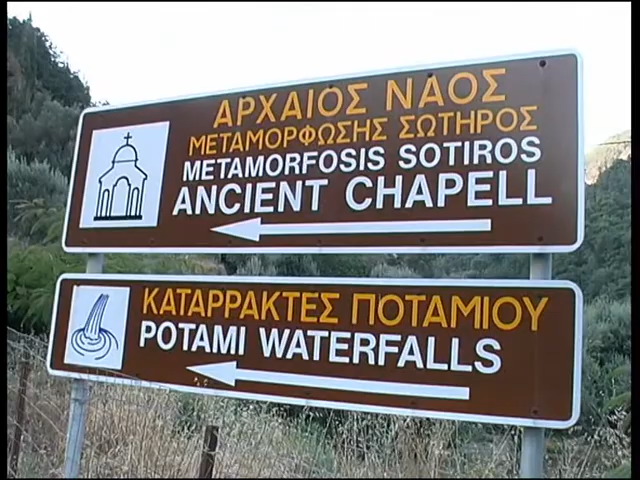 ΑΡΧΑΙΟΣ ΝΑΟΣ
ΜΕΤΑΜΟΡΦΩΣΗΣ ΣΩΤΗΡΟΣ
METAMORFOSIS SOTIROS
ANCIENT CHAPELL
ΚΑΤΑΡΡΑΚΤΕΣ ΠΟΤΑΜΙΟΥ
POTAMI WATERFALLS